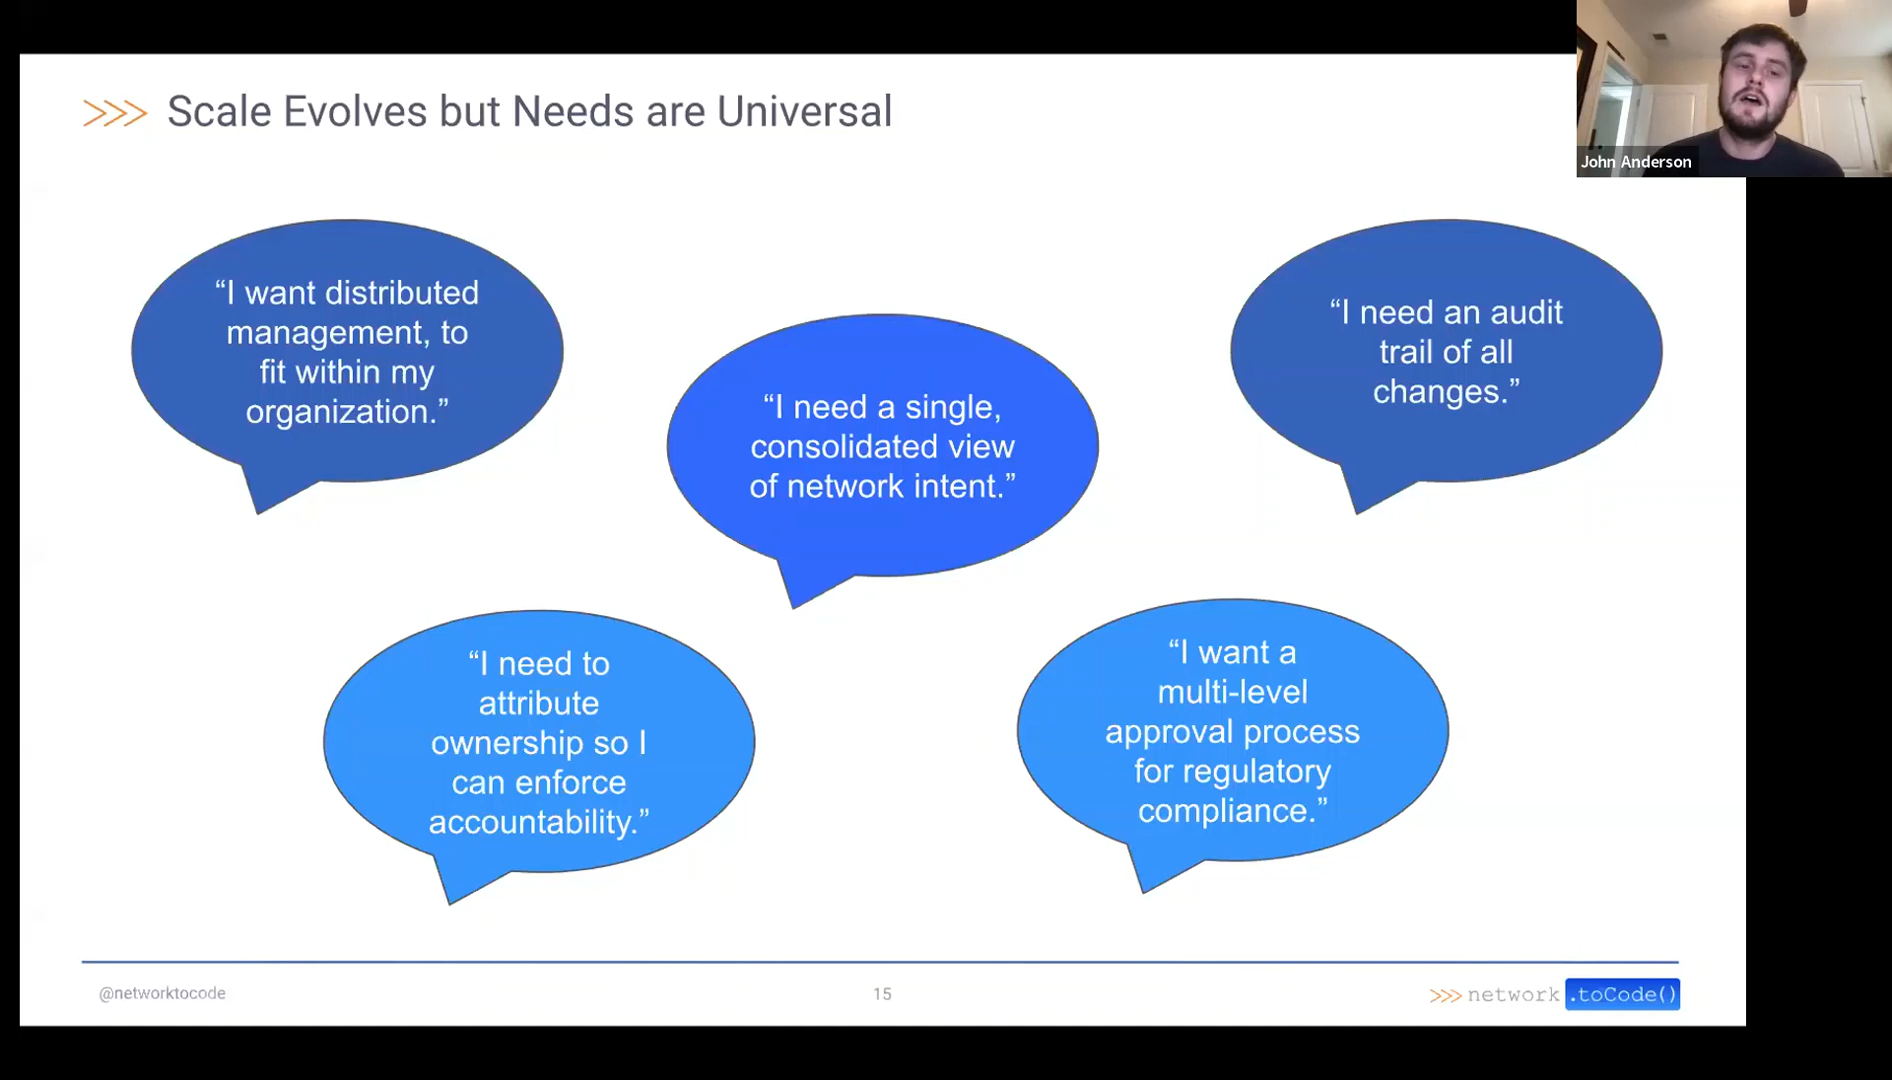 >>> Scale Evolves but Needs are Universal
John Anderson
“I want distributed
management, to
fit within my
organization.”
“I need a single,
consolidated view
of network intent.”
“I need an audit
trail of all
changes.”
“I need to
attribute
ownership so I
can enforce
accountability.”
“I want a
multi-level
approval process
for regulatory
compliance.”
@networktocode
15
>>> network .toCode()